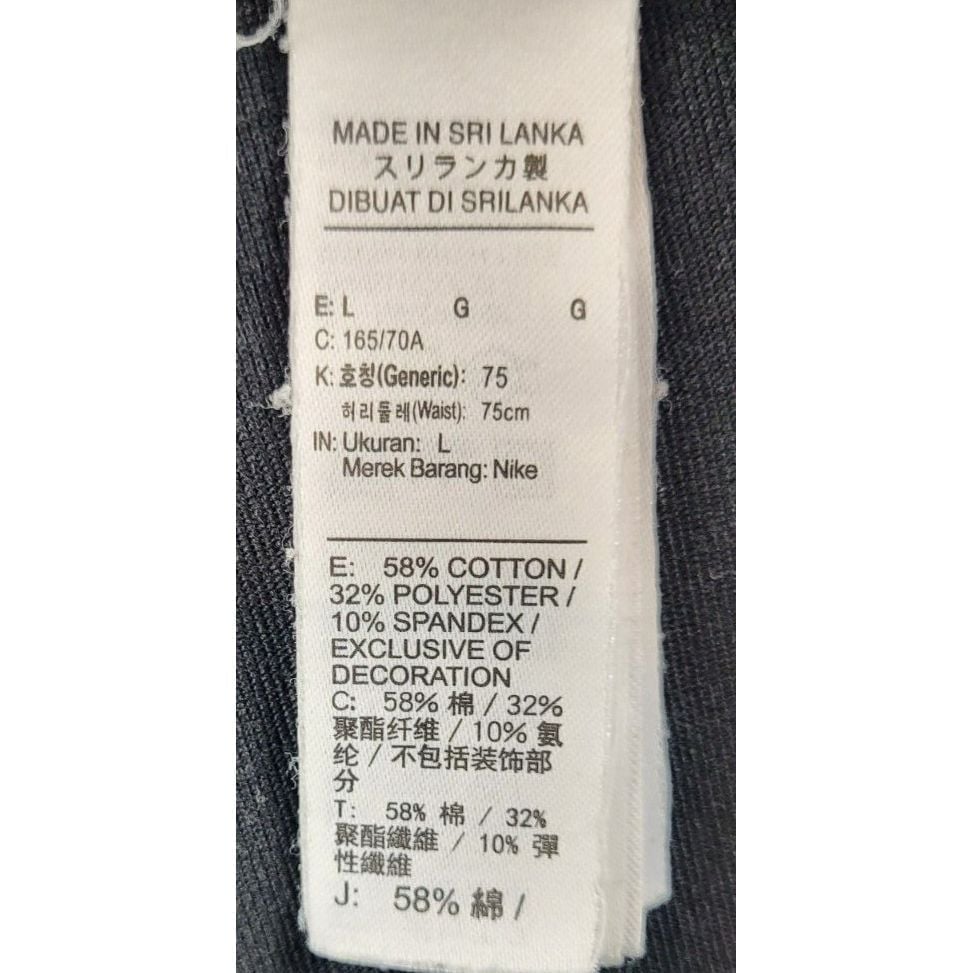 MADE IN SRI LANKA
スリランカ製
DIBUAT DI SRILANKA
E: L G G
C: 165/70A
K: 호칭(Generic): 75
허리둘레(Waist): 75cm
IN: Ukuran: L
Merek Barang: Nike
E: 58% COTTON /
32% POLYESTER /
10% SPANDEX /
EXCLUSIVE OF
DECORATION
C: 58% 棉 / 32%
聚酯纤维 / 10% 氨
纶 / 不包括装饰部
分
T: 58% 棉 / 32%
聚酯纖維 / 10% 彈
性纖維
J: 58% 綿 /